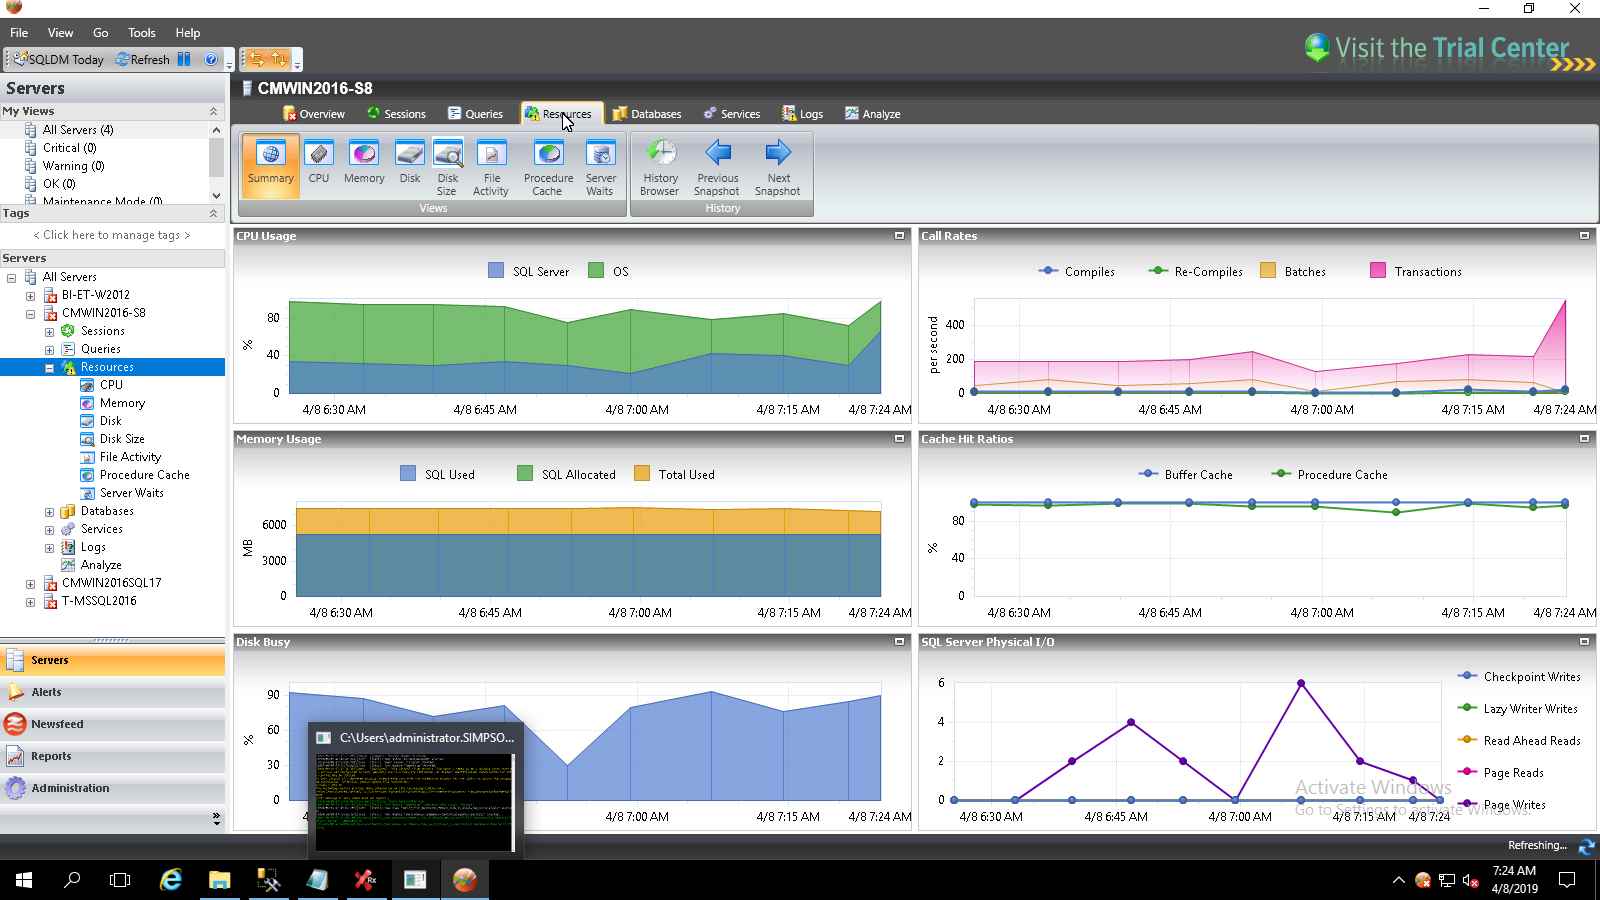 File View Go Tools Help
SQLDM Today Refresh
Visit the Trial Center
Servers
CMWIN2016-S8
My Views
All Servers (4)
Critical (0)
Warning (0)
OK (0)
Maintenance Mode (0)
Tags
< Click here to manage tags >
Servers
All Servers
BI-ET-W2012
CMWIN2016-S8
Sessions
Queries
Resources
CPU
Memory
Disk
Disk Size
File Activity
Procedure Cache
Server Waits
Databases
Services
Logs
Analyze
CMWIN2016SQL17
T-MSSQL2016
Servers
Alerts
Newsfeed
Reports
Administration
Overview Sessions Queries Resources Databases Services Logs Analyze
Summary CPU Memory Disk Disk Size File Activity Procedure Cache Server Waits
Views
History Browser Previous Snapshot Next Snapshot
History
CPU Usage
SQL Server OS
%
80
40
0
4/8 6:30 AM 4/8 6:45 AM 4/8 7:00 AM 4/8 7:15 AM 4/8 7:24 AM
Call Rates
Compiles Re-Compiles Batches Transactions
per second
400
200
0
4/8 6:30 AM 4/8 6:45 AM 4/8 7:00 AM 4/8 7:15 AM 4/8 7:24 AM
Memory Usage
SQL Used SQL Allocated Total Used
MB
6000
3000
0
4/8 6:30 AM 4/8 6:45 AM 4/8 7:00 AM 4/8 7:15 AM 4/8 7:24 AM
Cache Hit Ratios
Buffer Cache Procedure Cache
%
80
40
0
4/8 6:30 AM 4/8 6:45 AM 4/8 7:00 AM 4/8 7:15 AM 4/8 7:24 AM
Disk Busy
%
90
60
30
0
4/8 7:00 AM 4/8 7:15 AM 4/8 7:24 AM
C:\Users\administrator.SIMPSO...
SQL Server Physical I/O
6
4
2
0
4/8 6:30 AM 4/8 6:45 AM 4/8 7:00 AM 4/8 7:15 AM 4/8 7:24
Checkpoint Writes
Lazy Writer Writes
Read Ahead Reads
Page Reads
Page Writes
Activate Windows
Go to Settings to activate Windows.
Refreshing...
7:24 AM
4/8/2019